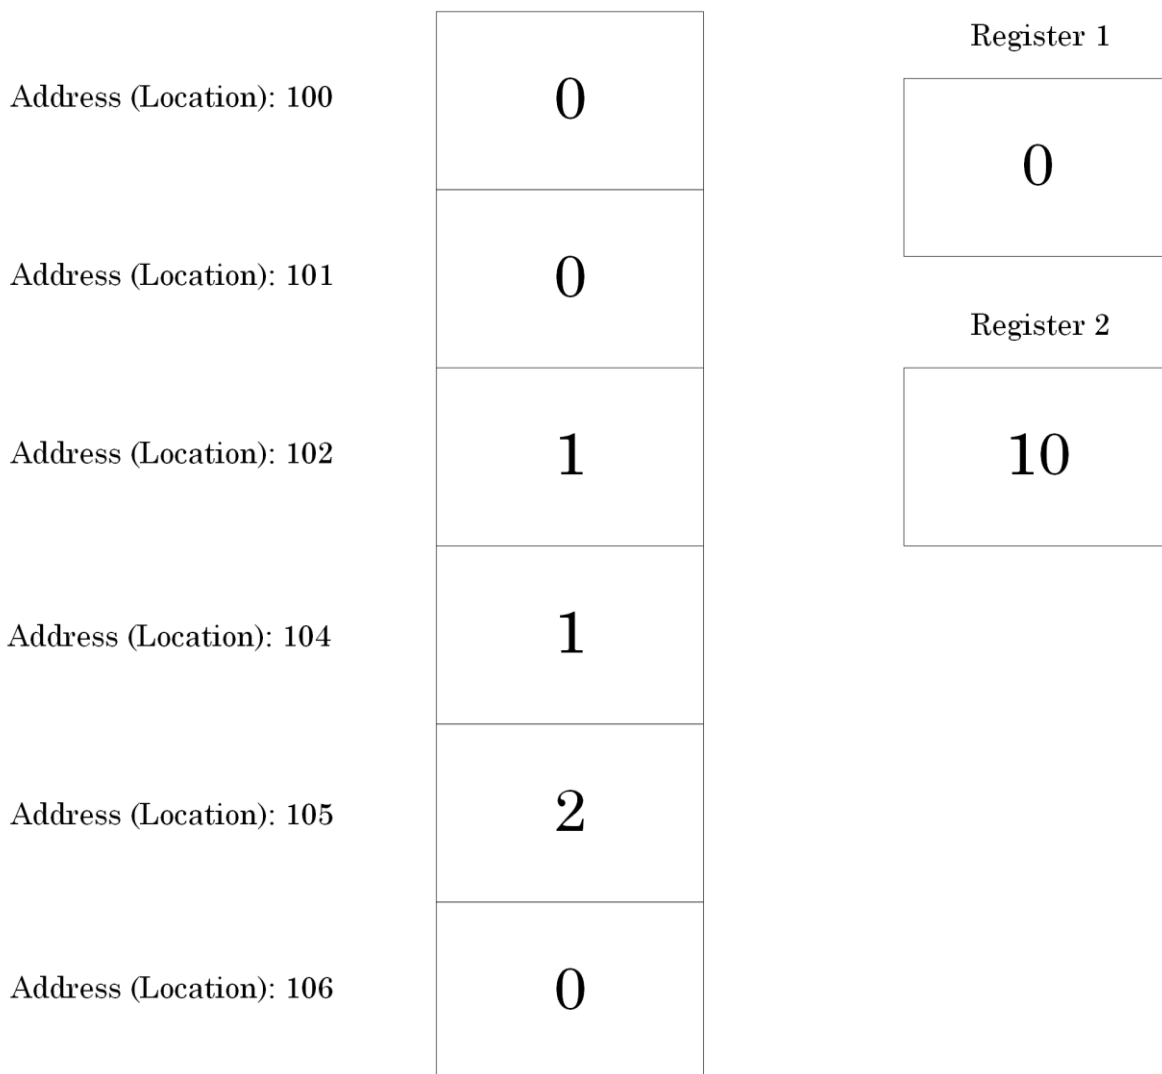 Register 1
Address (Location): 100 0
0
Address (Location): 101 0
Register 2
Address (Location): 102 1 10
Address (Location): 104 1
Address (Location): 105 2
Address (Location): 106 0